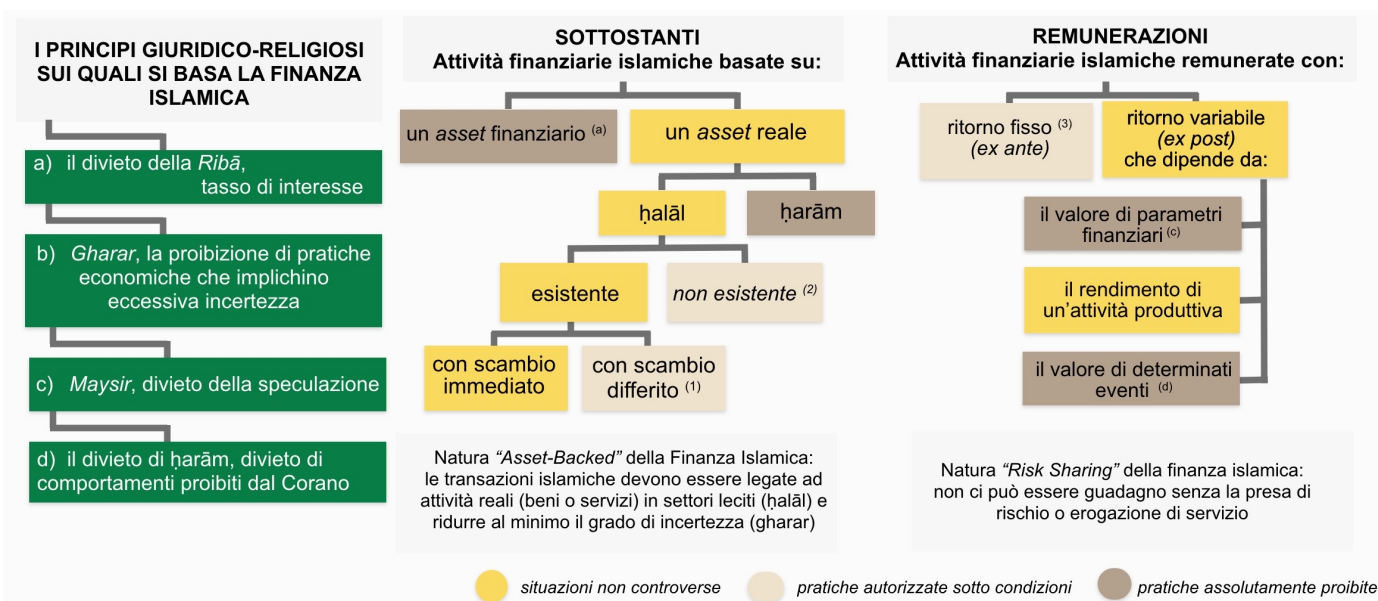 I PRINCIPI GIURIDICO-RELIGIOSI
SUI QUALI SI BASA LA FINANZA
ISLAMICA
a) il divieto della Ribā,
tasso di interesse
b) Gharar, la proibizione di pratiche
economiche che implichino
eccessiva incertezza
c) Maysir, divieto della speculazione
d) il divieto di ḥarām, divieto di
comportamenti proibiti dal Corano
SOTTOSTANTI
Attività finanziarie islamiche basate su:
un asset finanziario (a)
un asset reale
ḥalāl
ḥarām
esistente
non esistente (2)
con scambio
immediato
con scambio
differito (1)
Natura “Asset-Backed” della Finanza Islamica:
le transazioni islamiche devono essere legate ad
attività reali (beni o servizi) in settori leciti (ḥalāl) e
ridurre al minimo il grado di incertezza (gharar)
REMUNERAZIONI
Attività finanziarie islamiche remunerate con:
ritorno fisso (3)
(ex ante)
ritorno variabile
(ex post)
che dipende da:
il valore di parametri
finanziari (c)
il rendimento di
un’attività produttiva
il valore di determinati
eventi (d)
Natura “Risk Sharing” della finanza islamica:
non ci può essere guadagno senza la presa di
rischio o erogazione di servizio
situazioni non controverse
pratiche autorizzate sotto condizioni
pratiche assolutamente proibite